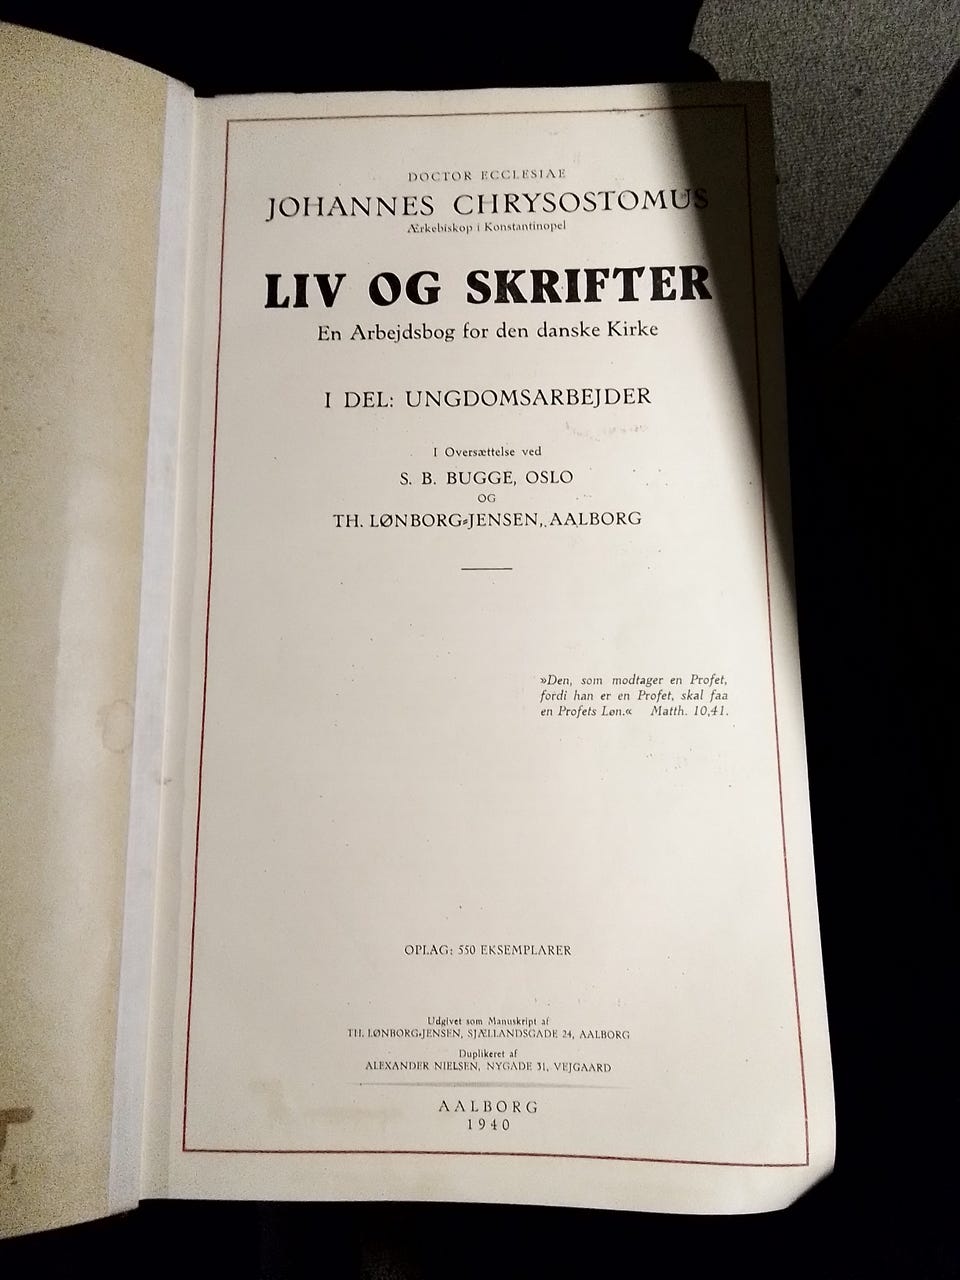 DOCTOR ECCLESIAE
JOHANNES CHRYSOSTOMUS
Ærkebiskop i Konstantinopel
LIV OG SKRIFTER
En Arbejdsbog for den danske Kirke
I DEL: UNGDOMSARBEJDER
I Oversættelse ved
S. B. BUGGE, OSLO
OG
TH. LØNBORG-JENSEN, AALBORG
»Den, som modtager en Profet,
fordi han er en Profet, skal faa
en Profets Løn.« Matth. 10,41.
OPLAG: 550 EKSEMPLARER
Udgivet som Manuskript af
TH. LØNBORG-JENSEN, SJÆLLANDSGADE 24, AALBORG
Duplikeret af
ALEXANDER NIELSEN, NYGADE 31, VEJGAARD
AALBORG
1940